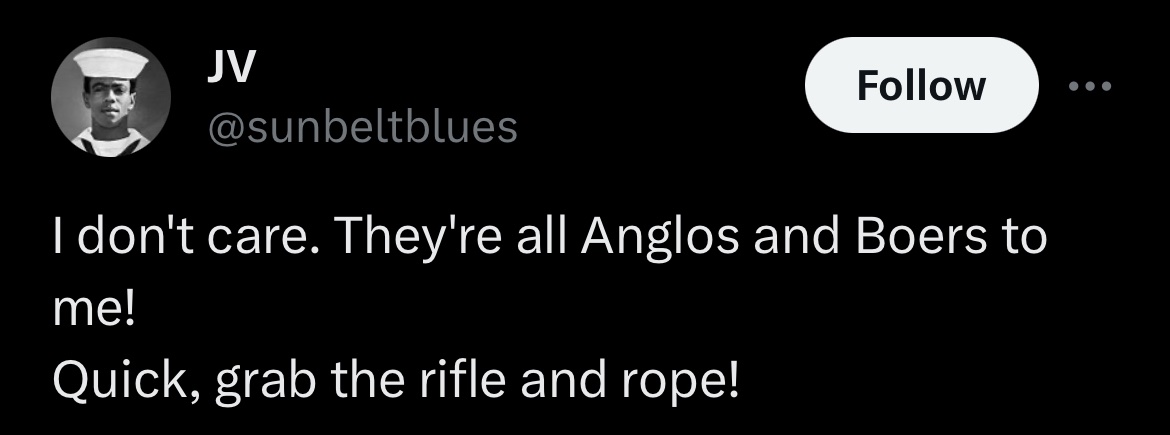 JV
Follow
@sunbeltblues
I don't care. They're all Anglos and Boers to
me!
Quick, grab the rifle and rope!